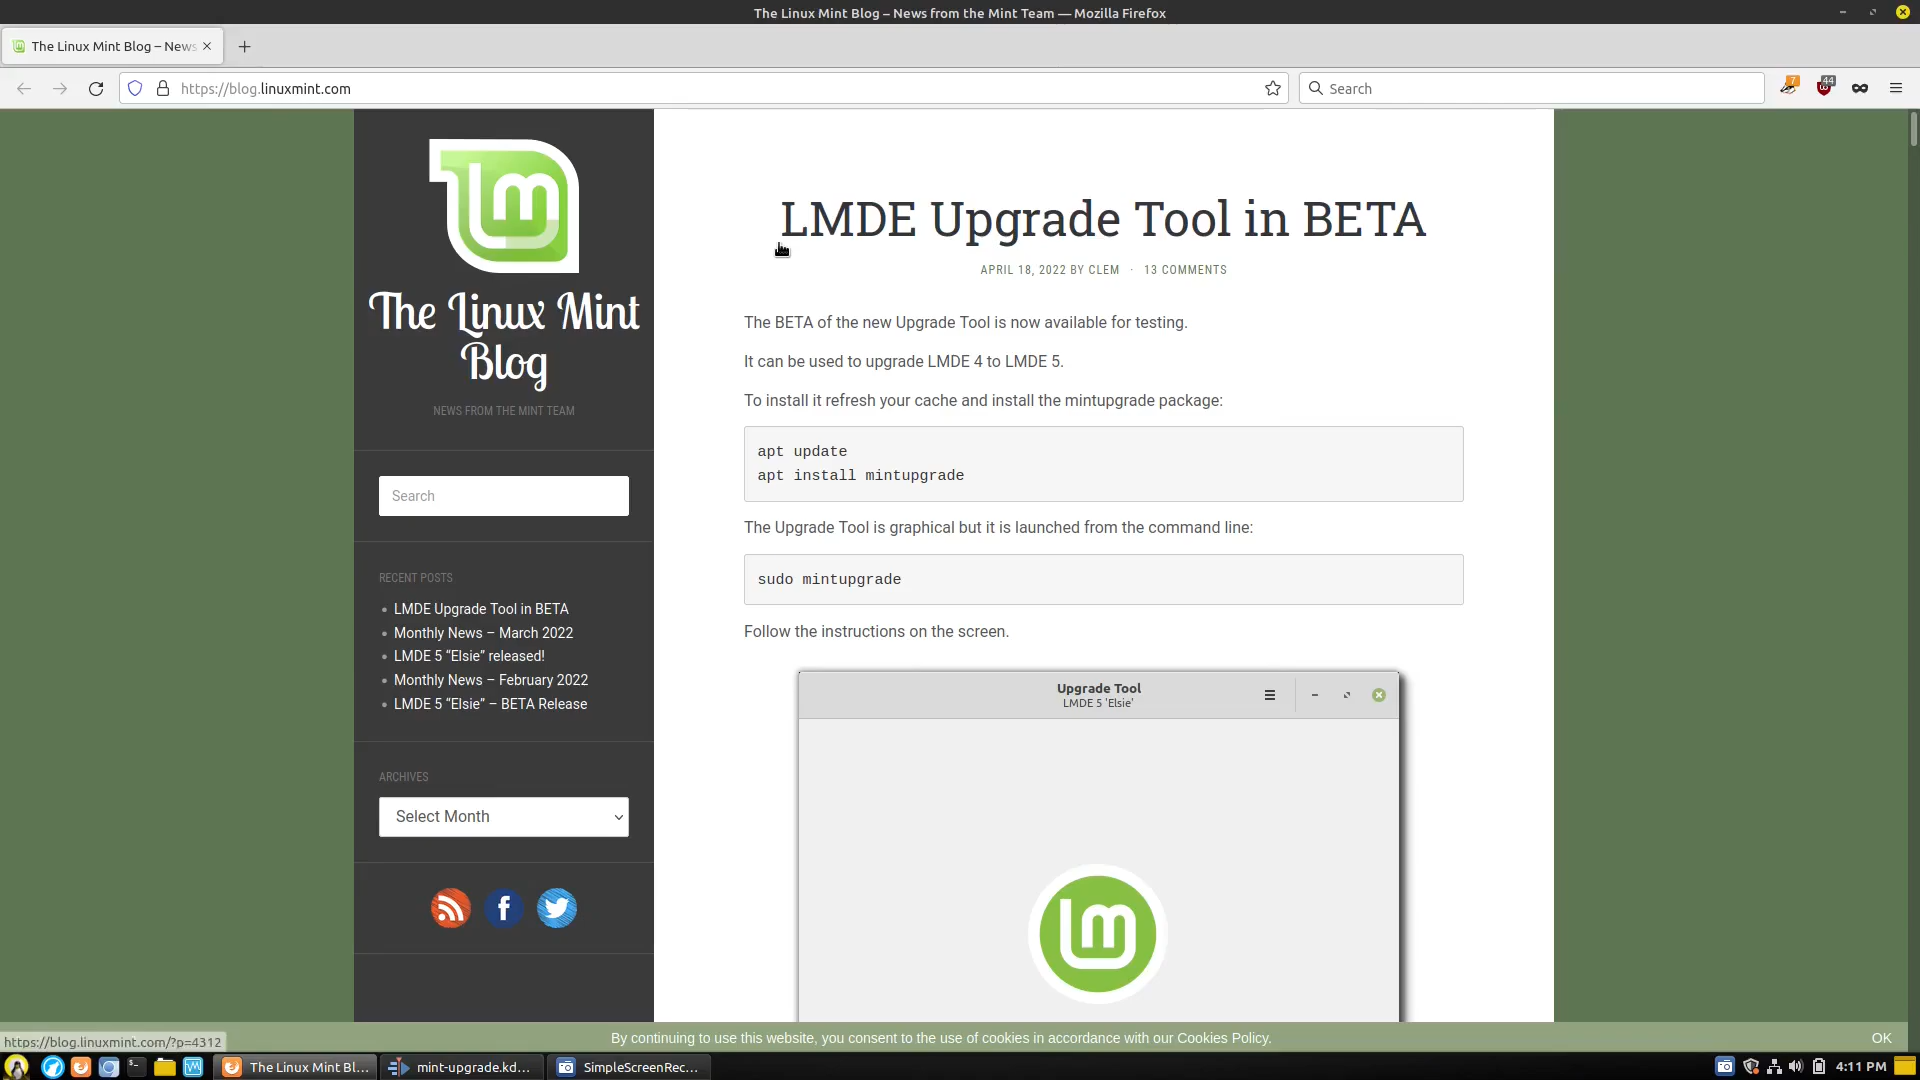 The Linux Mint Blog – News from the Mint Team — Mozilla Firefox
The Linux Mint Blog – News
https://blog.linuxmint.com
Search
7
44
lm
The Linux Mint
Blog
NEWS FROM THE MINT TEAM
Search
RECENT POSTS
LMDE Upgrade Tool in BETA
Monthly News – March 2022
LMDE 5 “Elsie” released!
Monthly News – February 2022
LMDE 5 “Elsie” – BETA Release
ARCHIVES
Select Month
LMDE Upgrade Tool in BETA
APRIL 18, 2022 BY CLEM · 13 COMMENTS
The BETA of the new Upgrade Tool is now available for testing.
It can be used to upgrade LMDE 4 to LMDE 5.
To install it refresh your cache and install the mintupgrade package:
apt update
apt install mintupgrade
The Upgrade Tool is graphical but it is launched from the command line:
sudo mintupgrade
Follow the instructions on the screen.
Upgrade Tool
LMDE 5 'Elsie'
lm
By continuing to use this website, you consent to the use of cookies in accordance with our Cookies Policy.
OK
https://blog.linuxmint.com/?p=4312
The Linux Mint Bl...
mint-upgrade.kd...
SimpleScreenRec...
4:11 PM